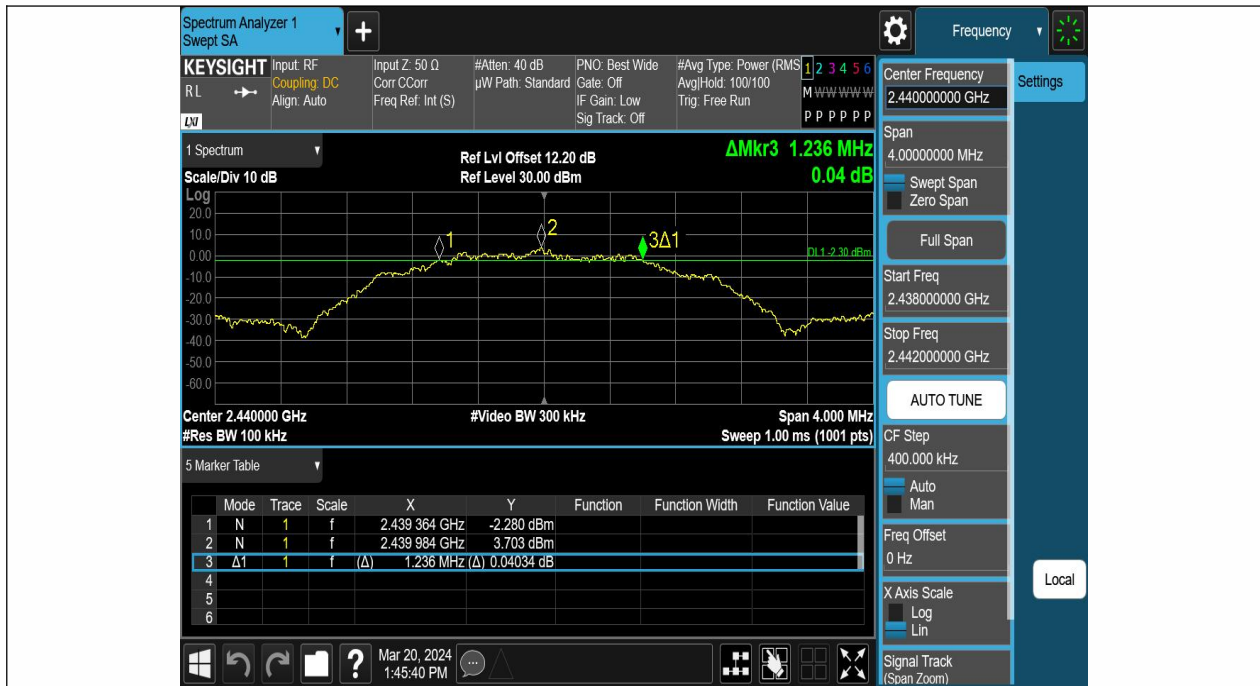 Spectrum Analyzer 1
Swept SA
+
Frequency
KEYSIGHT
RL
LXI
Input: RF
Coupling: DC
Align: Auto
Input Z: 50 Ω
Corr CCorr
Freq Ref: Int (S)
#Atten: 40 dB
µW Path: Standard
PNO: Best Wide
Gate: Off
IF Gain: Low
Sig Track: Off
#Avg Type: Power (RMS
Avg|Hold: 100/100
Trig: Free Run
1 2 3 4 5 6
M W W W W W
P P P P P P
1 Spectrum
Scale/Div 10 dB
Ref Lvl Offset 12.20 dB
Ref Level 30.00 dBm
ΔMkr3 1.236 MHz
0.04 dB
Log
20.0
10.0
0.00
-10.0
-20.0
-30.0
-40.0
-50.0
-60.0
1
2
3Δ1
DL1 -2.30 dBm
Center 2.440000 GHz
#Res BW 100 kHz
#Video BW 300 kHz
Span 4.000 MHz
Sweep 1.00 ms (1001 pts)
5 Marker Table
Mode Trace Scale X Y Function Function Width Function Value
1 N 1 f 2.439 364 GHz -2.280 dBm
2 N 1 f 2.439 984 GHz 3.703 dBm
3 Δ1 1 f (Δ) 1.236 MHz (Δ) 0.04034 dB
4
5
6
?
Mar 20, 2024
1:45:40 PM
Center Frequency
2.440000000 GHz
Span
4.00000000 MHz
Swept Span
Zero Span
Full Span
Start Freq
2.438000000 GHz
Stop Freq
2.442000000 GHz
AUTO TUNE
CF Step
400.000 kHz
Auto
Man
Freq Offset
0 Hz
X Axis Scale
Log
Lin
Signal Track
(Span Zoom)
Settings
Local